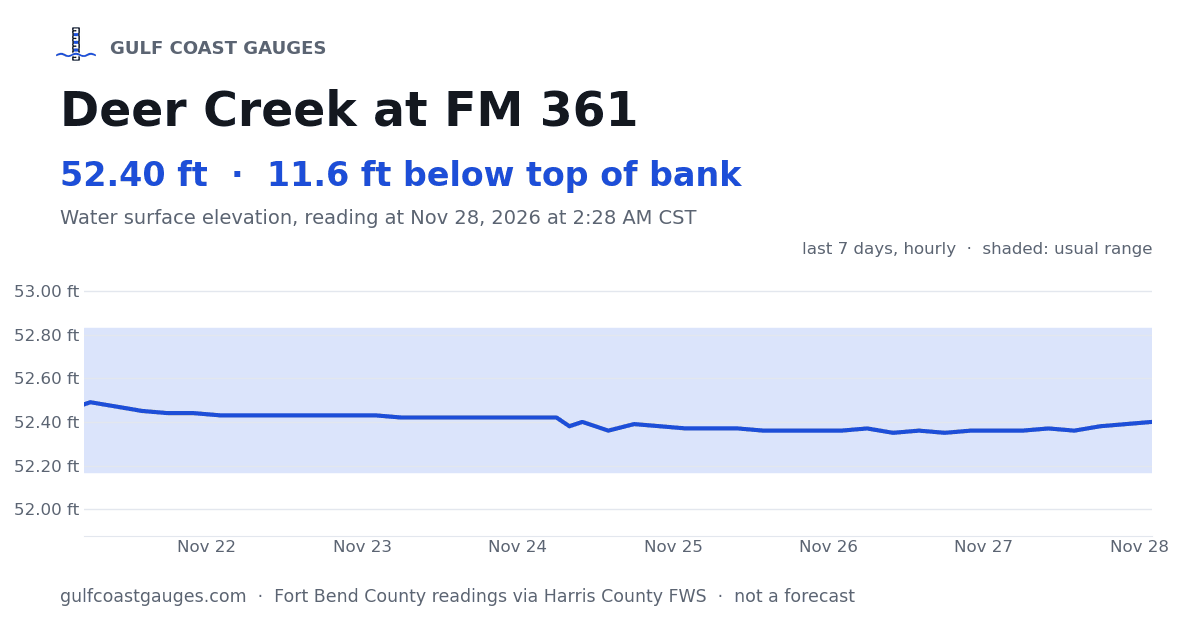 GULF COAST GAUGES
Deer Creek at FM 361
52.40 ft · 11.6 ft below top of bank
Water surface elevation, reading at Nov 28, 2026 at 2:28 AM CST
last 7 days, hourly · shaded: usual range
53.00 ft
52.80 ft
52.60 ft
52.40 ft
52.20 ft
52.00 ft
Nov 22 Nov 23 Nov 24 Nov 25 Nov 26 Nov 27 Nov 28
gulfcoastgauges.com · Fort Bend County readings via Harris County FWS · not a forecast